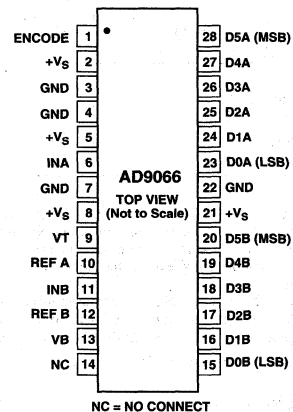 ENCODE 1 28 D5A (MSB)
+VS 2 27 D4A
GND 3 26 D3A
GND 4 25 D2A
+VS 5 24 D1A
INA 6 23 D0A (LSB)
AD9066
GND 7 22 GND
TOP VIEW
+VS 8 (Not to Scale) 21 +VS
VT 9 20 D5B (MSB)
REF A 10 19 D4B
INB 11 18 D3B
REF B 12 17 D2B
VB 13 16 D1B
NC 14 15 D0B (LSB)
NC = NO CONNECT